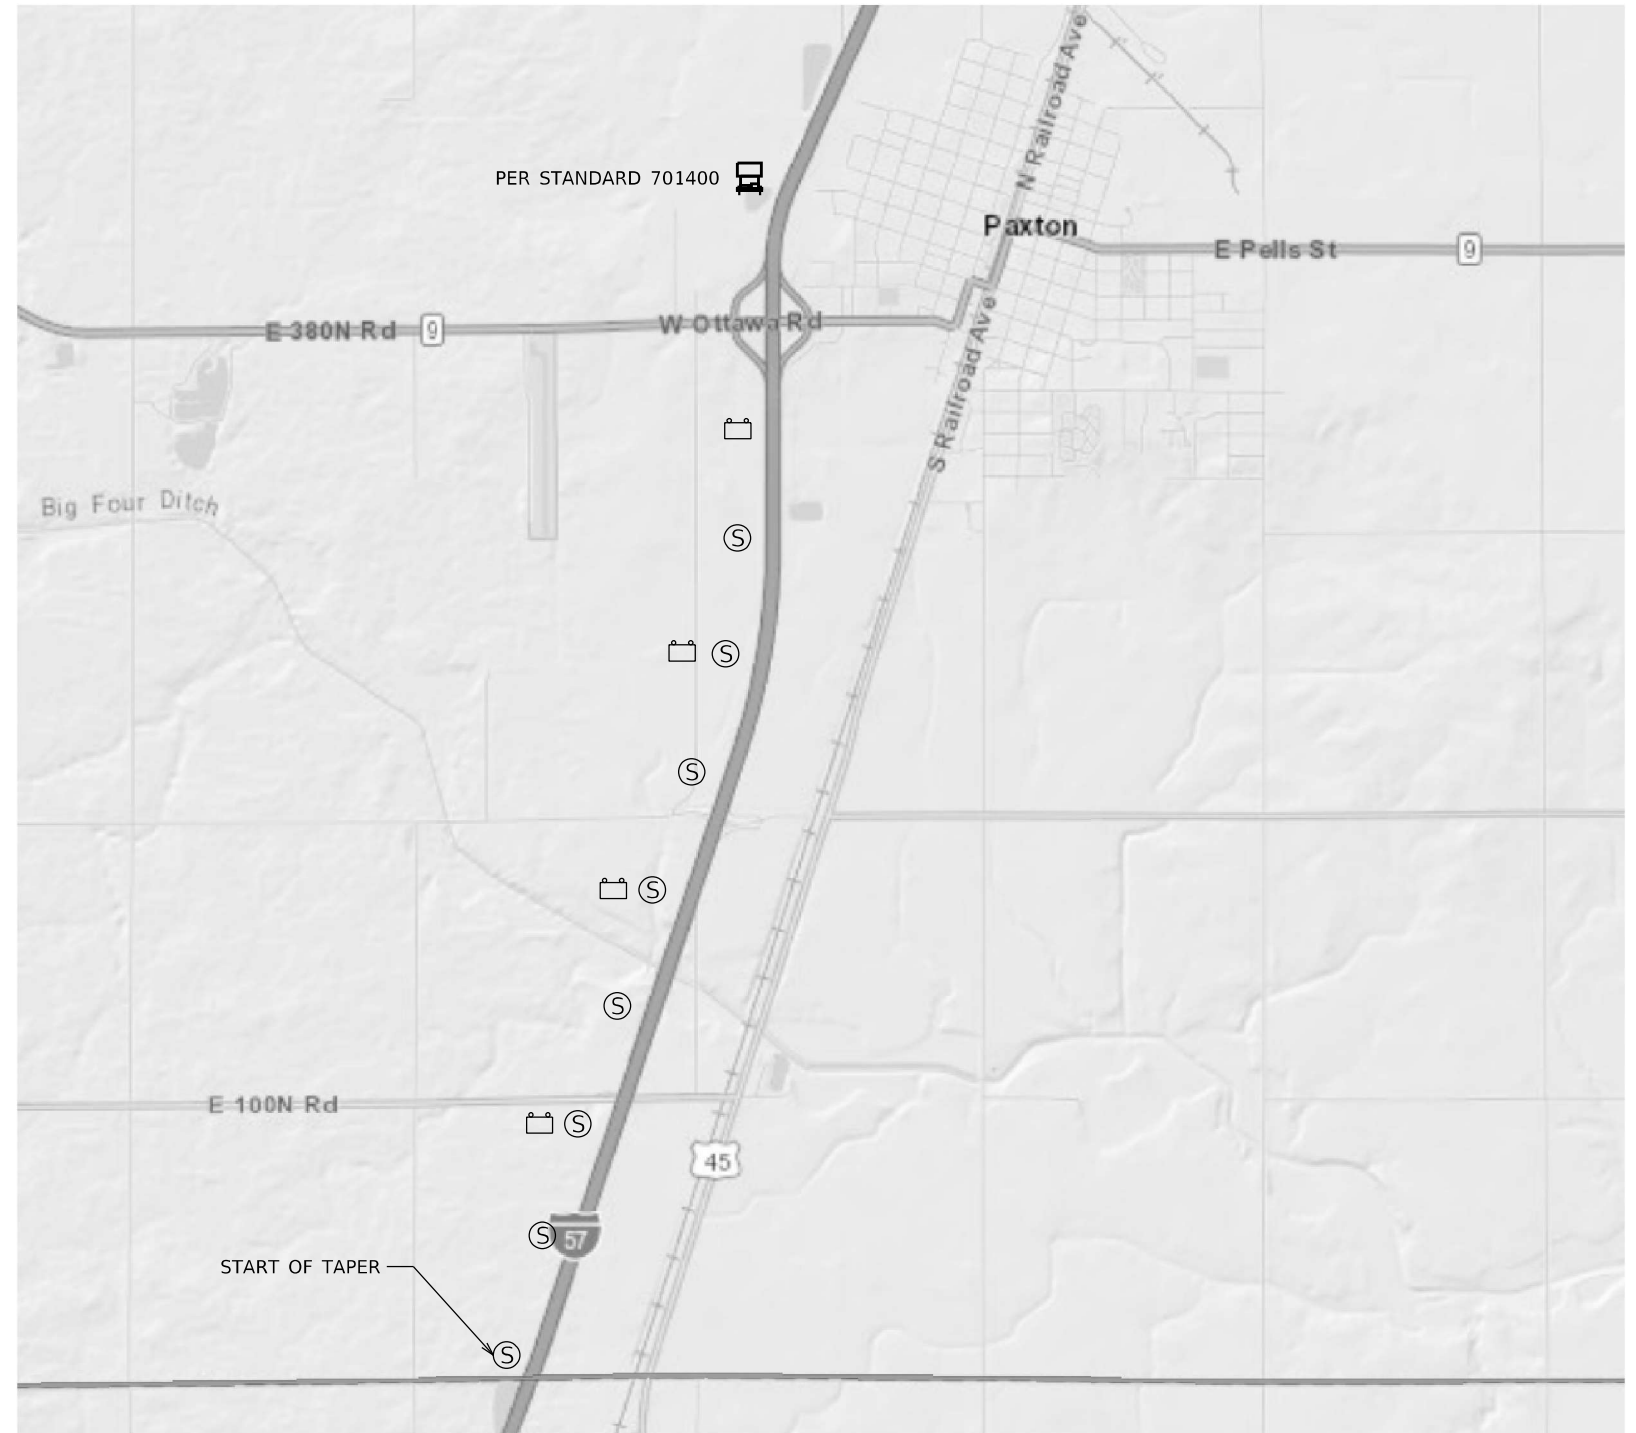 N Railroad Ave
PER STANDARD 701400
Paxton
E Pells St
9
E 380N Rd
9
W Ottawa Rd
S Railroad Ave
Big Four Ditch
S
S
S
S
S
E 100N Rd
S
45
S
57
START OF TAPER
S